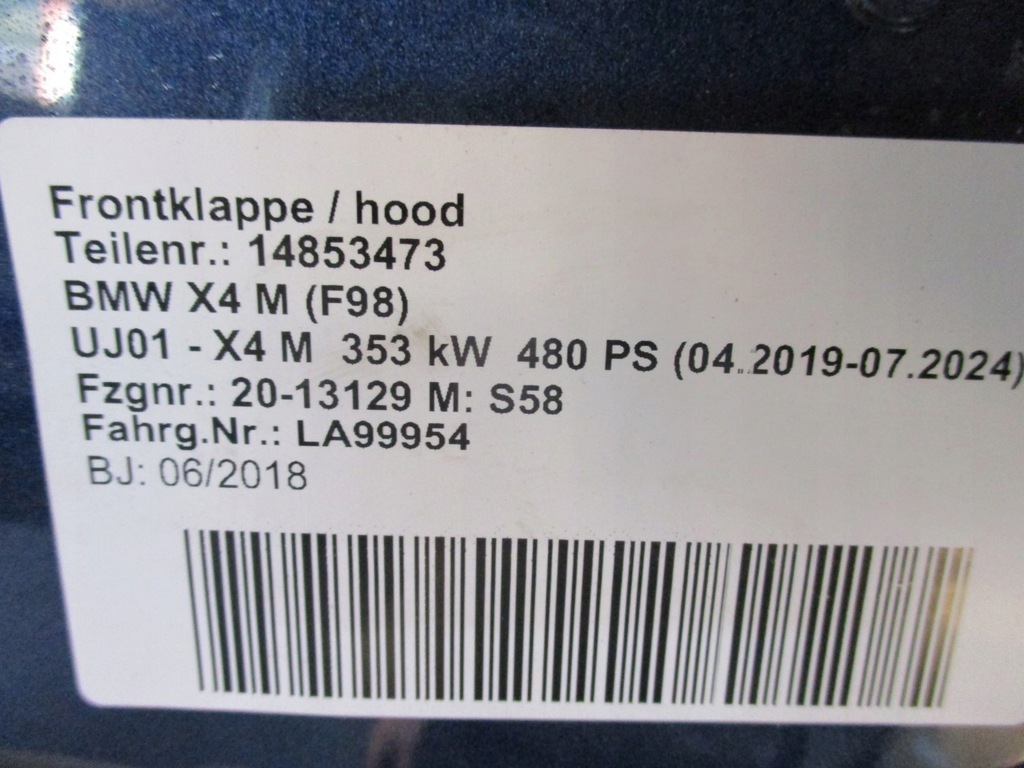 Frontklappe / hood
Teilenr.: 14853473
BMW X4 M (F98)
UJ01 - X4 M 353 kW 480 PS (04.2019-07.2024)
Fzgnr.: 20-13129 M: S58
Fahrg.Nr.: LA99954
BJ: 06/2018